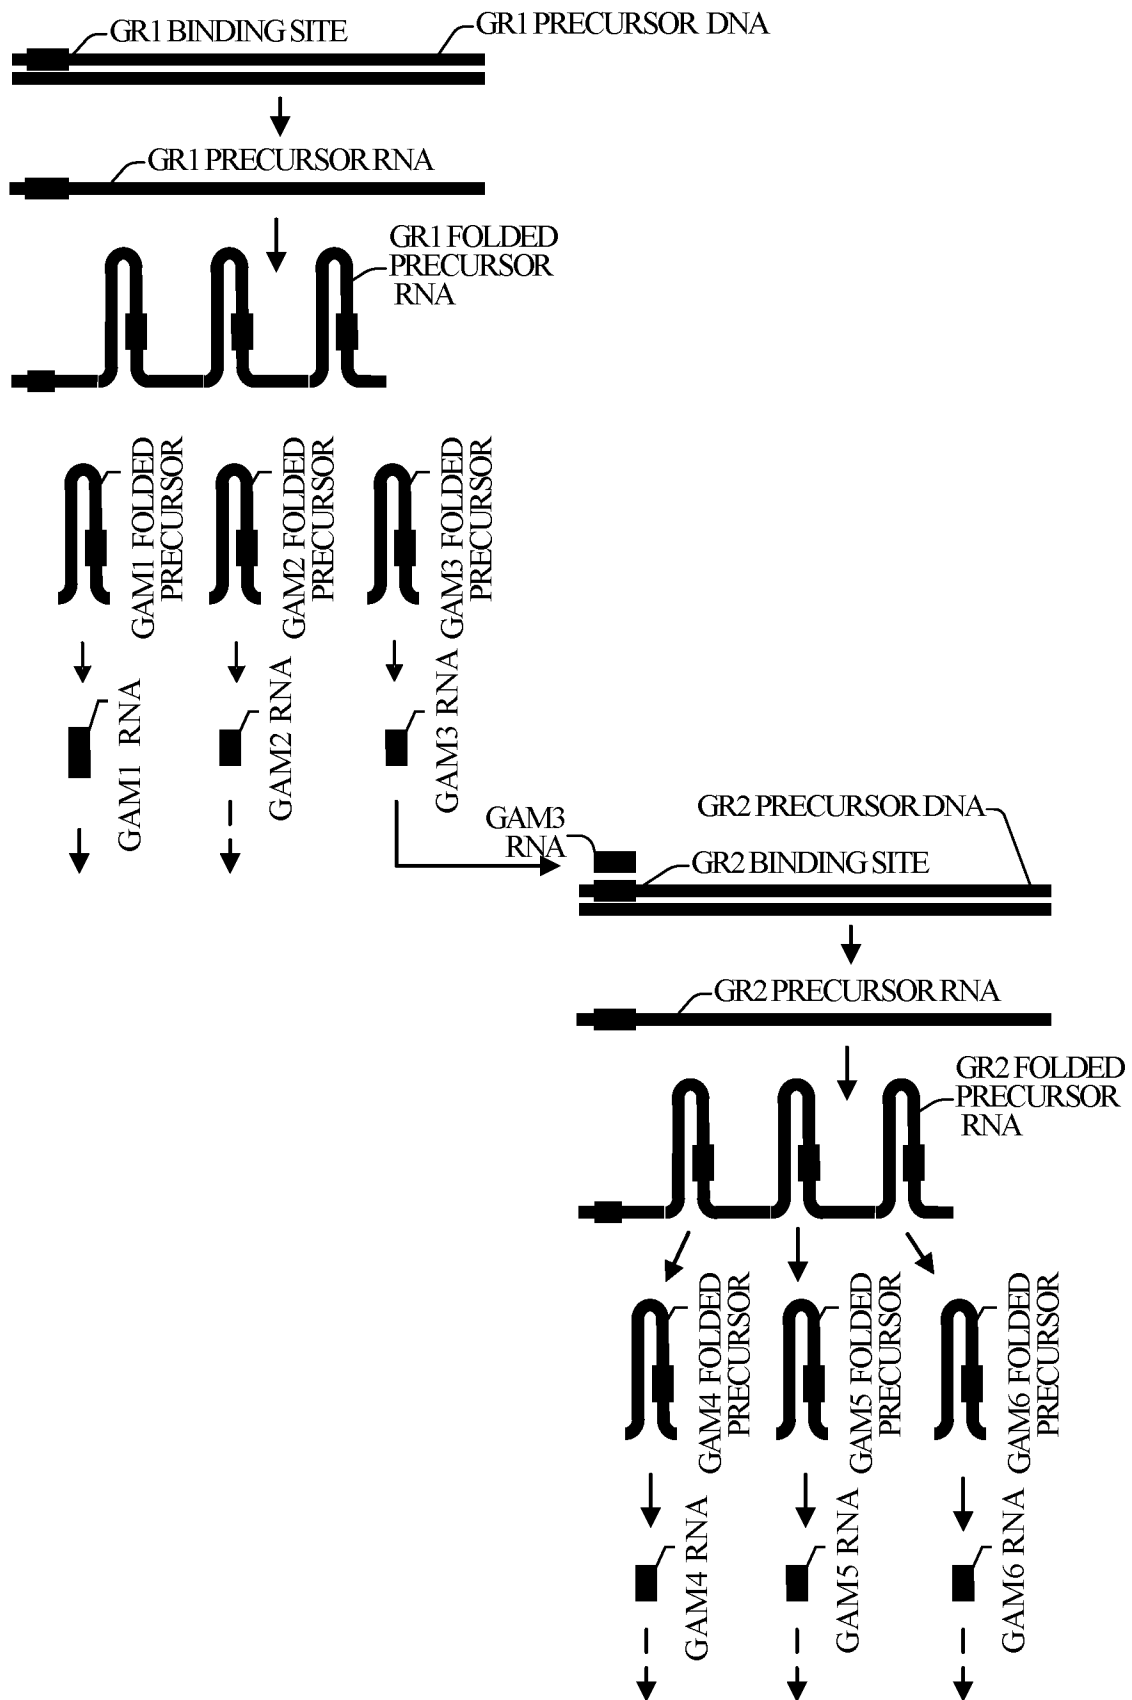 GR1 BINDING SITE
GR1 PRECURSOR DNA
GR1 PRECURSOR RNA
GR1 FOLDED
PRECURSOR
RNA
GAM1 FOLDED
PRECURSOR
GAM2 FOLDED
PRECURSOR
GAM3 FOLDED
PRECURSOR
GAM1 RNA
GAM2 RNA
GAM3 RNA
GAM3
RNA
GR2 PRECURSOR DNA
GR2 BINDING SITE
GR2 PRECURSOR RNA
GR2 FOLDED
PRECURSOR
RNA
GAM4 FOLDED
PRECURSOR
GAM5 FOLDED
PRECURSOR
GAM6 FOLDED
PRECURSOR
GAM4 RNA
GAM5 RNA
GAM6 RNA